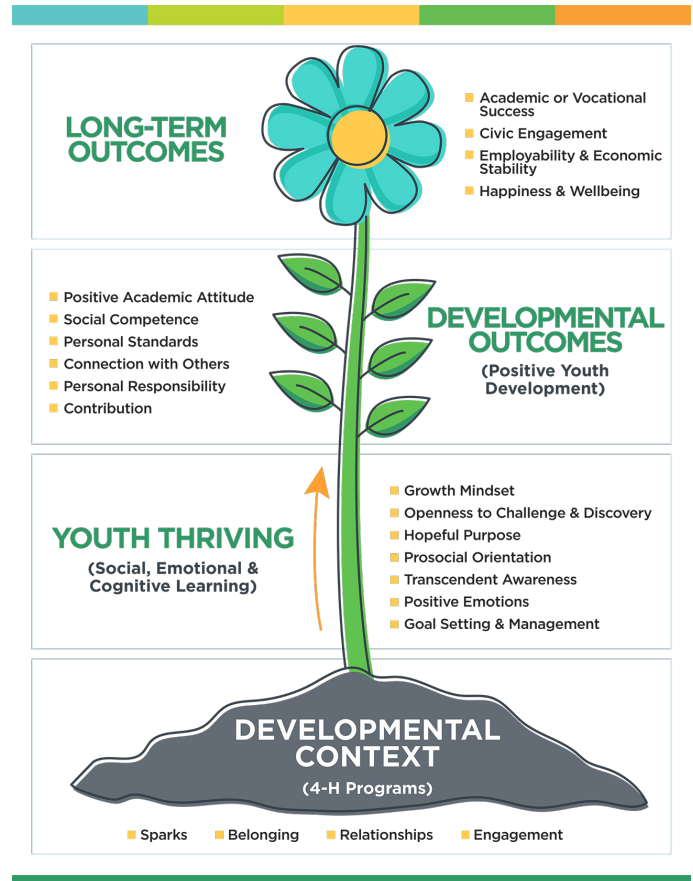 LONG-TERM
OUTCOMES
Academic or Vocational
Success
Civic Engagement
Employability & Economic
Stability
Happiness & Wellbeing
Positive Academic Attitude
Social Competence
Personal Standards
Connection with Others
Personal Responsibility
Contribution
DEVELOPMENTAL
OUTCOMES
(Positive Youth
Development)
YOUTH THRIVING
(Social, Emotional &
Cognitive Learning)
Growth Mindset
Openness to Challenge & Discovery
Hopeful Purpose
Prosocial Orientation
Transcendent Awareness
Positive Emotions
Goal Setting & Management
DEVELOPMENTAL
CONTEXT
(4-H Programs)
Sparks
Belonging
Relationships
Engagement